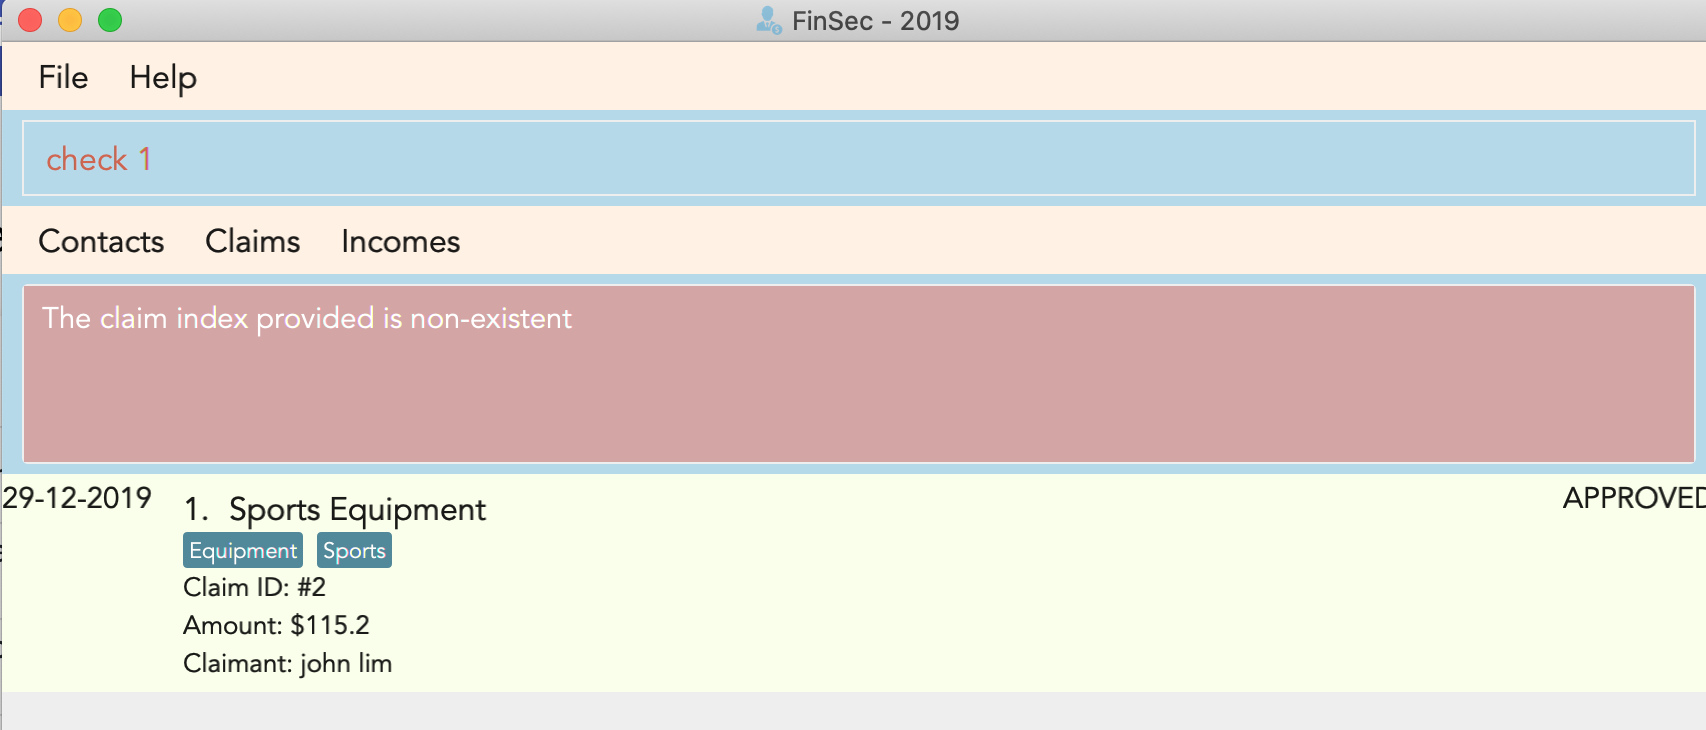 FinSec - 2019
File Help
check 1
Contacts Claims Incomes
The claim index provided is non-existent
29-12-2019 1. Sports Equipment APPROVED
Equipment Sports
Claim ID: #2
Amount: $115.2
Claimant: john lim